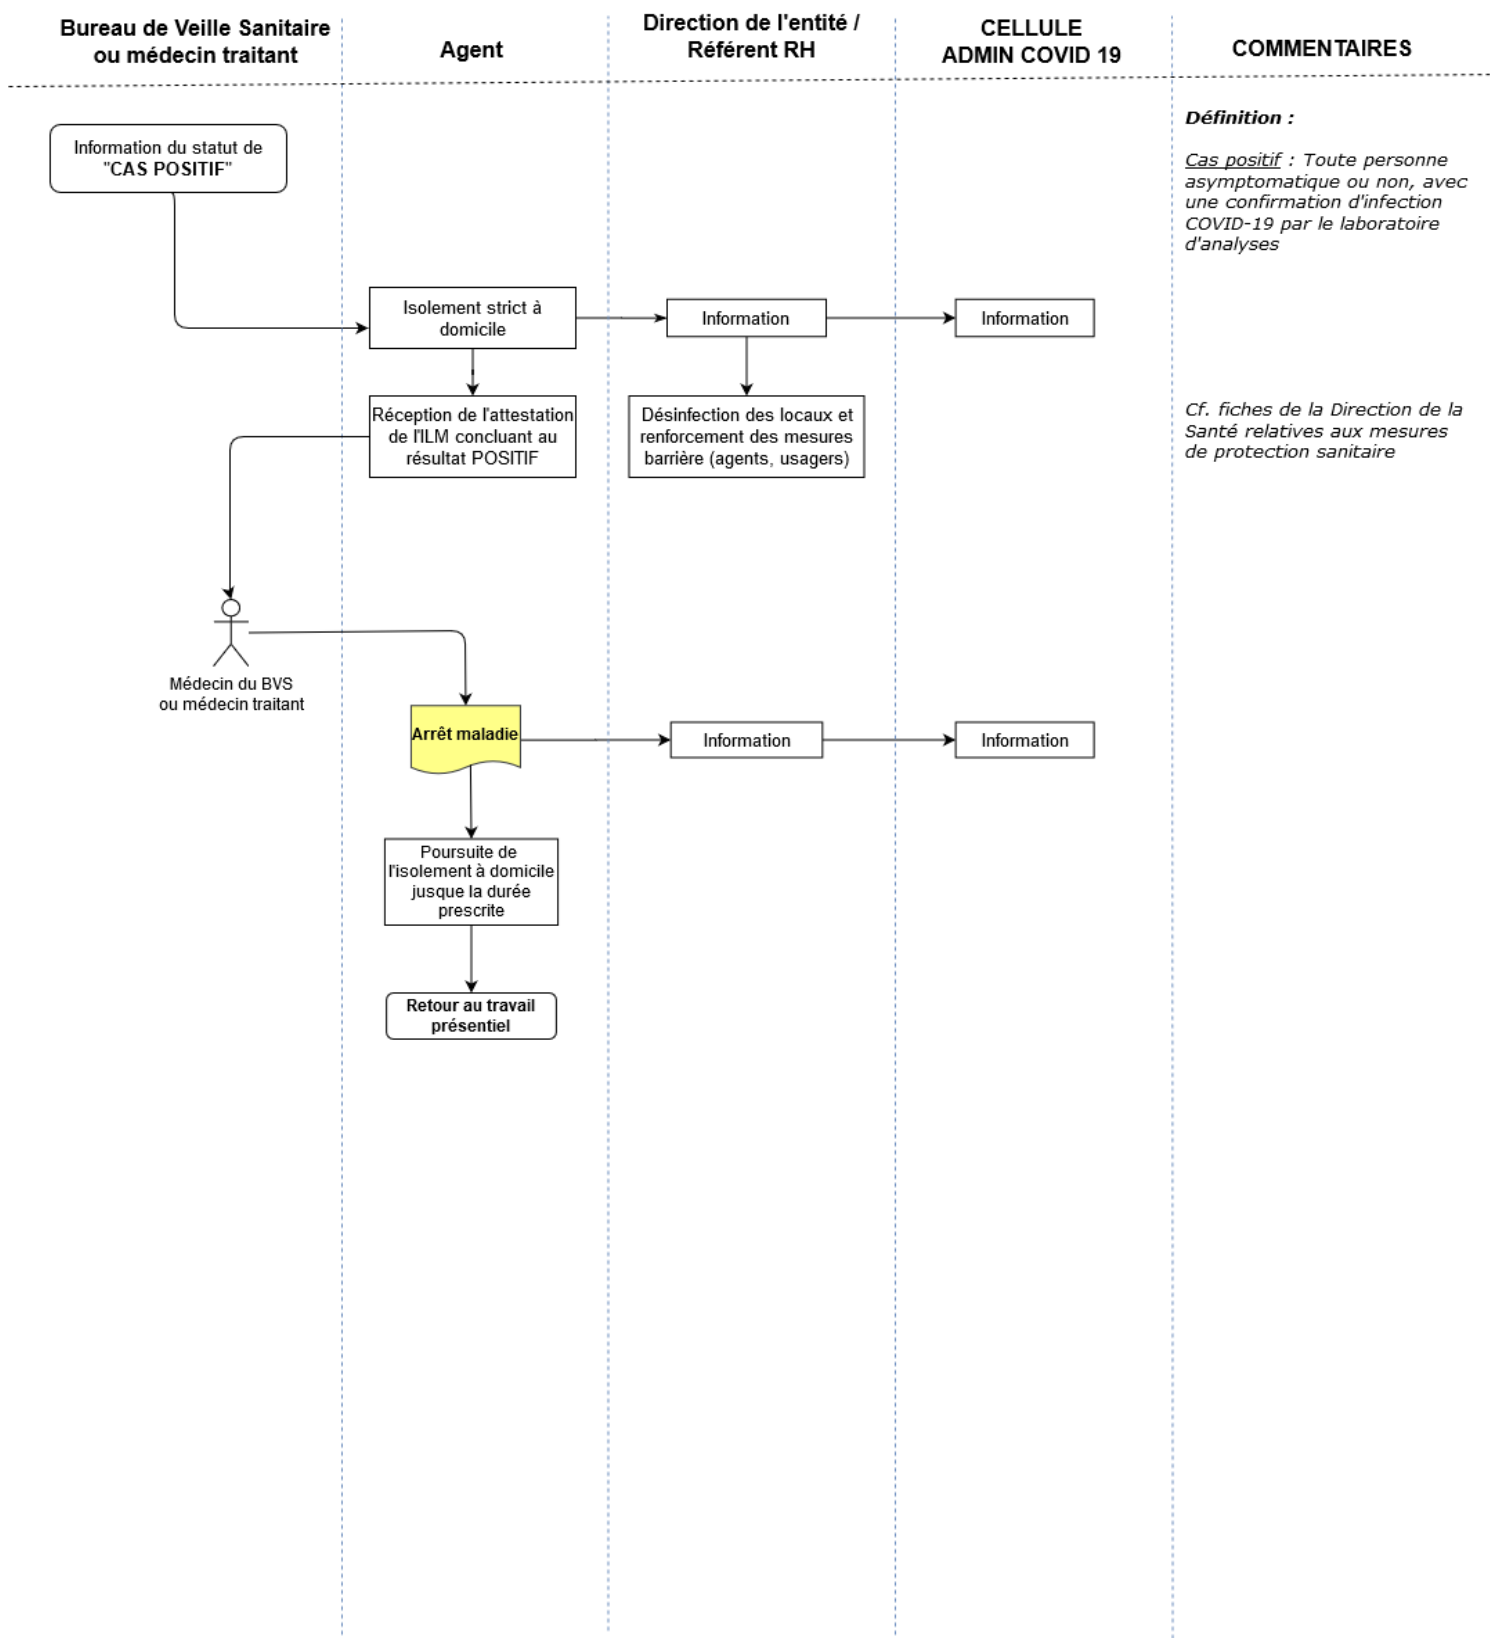 Bureau de Veille Sanitaire
ou médecin traitant
Agent
Direction de l'entité /
Référent RH
CELLULE
ADMIN COVID 19
COMMENTAIRES
Information du statut de
"CAS POSITIF"
Définition :
Cas positif : Toute personne
asymptomatique ou non, avec
une confirmation d'infection
COVID-19 par le laboratoire
d'analyses
Isolement strict à
domicile
Information
Information
Réception de l'attestation
de l'ILM concluant au
résultat POSITIF
Désinfection des locaux et
renforcement des mesures
barrière (agents, usagers)
Cf. fiches de la Direction de la
Santé relatives aux mesures
de protection sanitaire
Médecin du BVS
ou médecin traitant
Arrêt maladie
Information
Information
Poursuite de
l'isolement à domicile
jusque la durée
prescrite
Retour au travail
présentiel